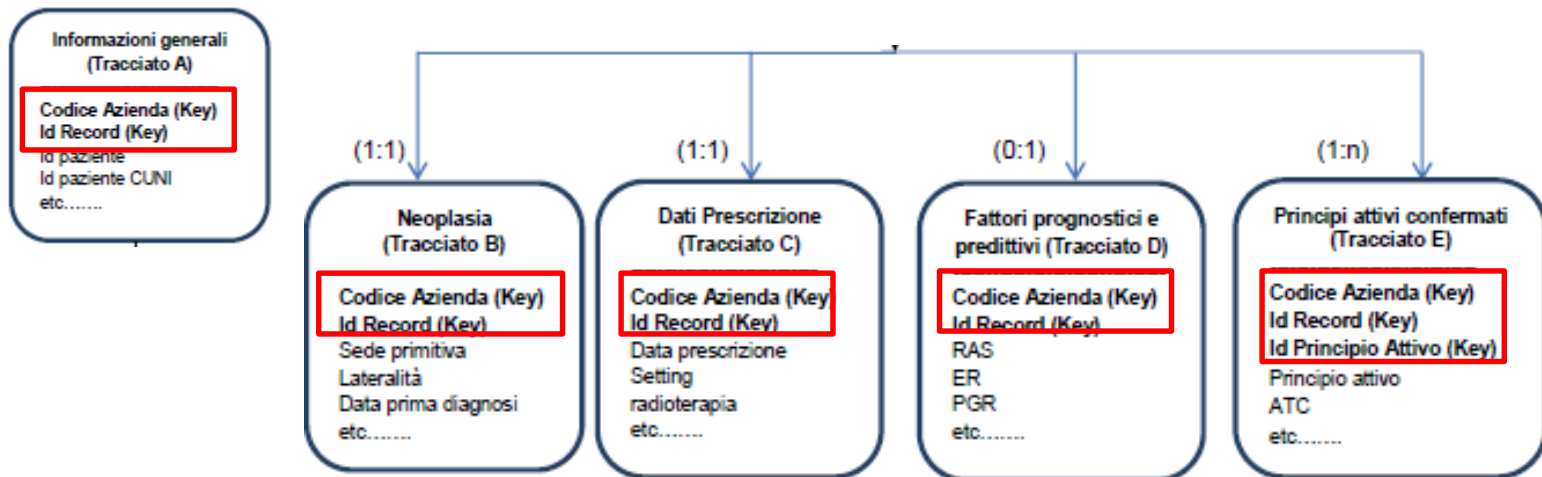 Informazioni generali
(Tracciato A)
Codice Azienda (Key)
Id Record (Key)
Id paziente
Id paziente CUNI
etc.......
(1:1)
(1:1)
(0:1)
(1:n)
Neoplasia
(Tracciato B)
Codice Azienda (Key)
Id Record (Key)
Sede primitiva
Lateralità
Data prima diagnosi
etc.......
Dati Prescrizione
(Tracciato C)
Codice Azienda (Key)
Id Record (Key)
Data prescrizione
Setting
radioterapia
etc.......
Fattori prognostici e
predittivi (Tracciato D)
Codice Azienda (Key)
Id Record (Key)
RAS
ER
PGR
etc.......
Principi attivi confermati
(Tracciato E)
Codice Azienda (Key)
Id Record (Key)
Id Principio Attivo (Key)
Principio attivo
ATC
etc.......